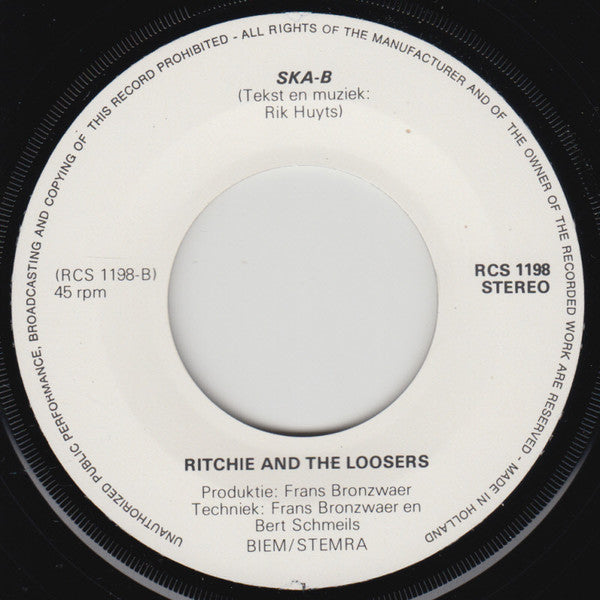 SKA-B
(Tekst en muziek:
Rik Huyts)
(RCS 1198-B)
45 rpm
RCS 1198
STEREO
RITCHIE AND THE LOOSERS
Produktie: Frans Bronzwaer
Techniek: Frans Bronzwaer en
Bert Schmeils
BIEM/STEMRA
UNAUTHORIZED PUBLIC PERFORMANCE, BROADCASTING AND COPYING OF THIS RECORD PROHIBITED - ALL RIGHTS OF THE MANUFACTURER AND OF THE OWNER OF THE RECORDED WORK ARE RESERVED - MADE IN HOLLAND